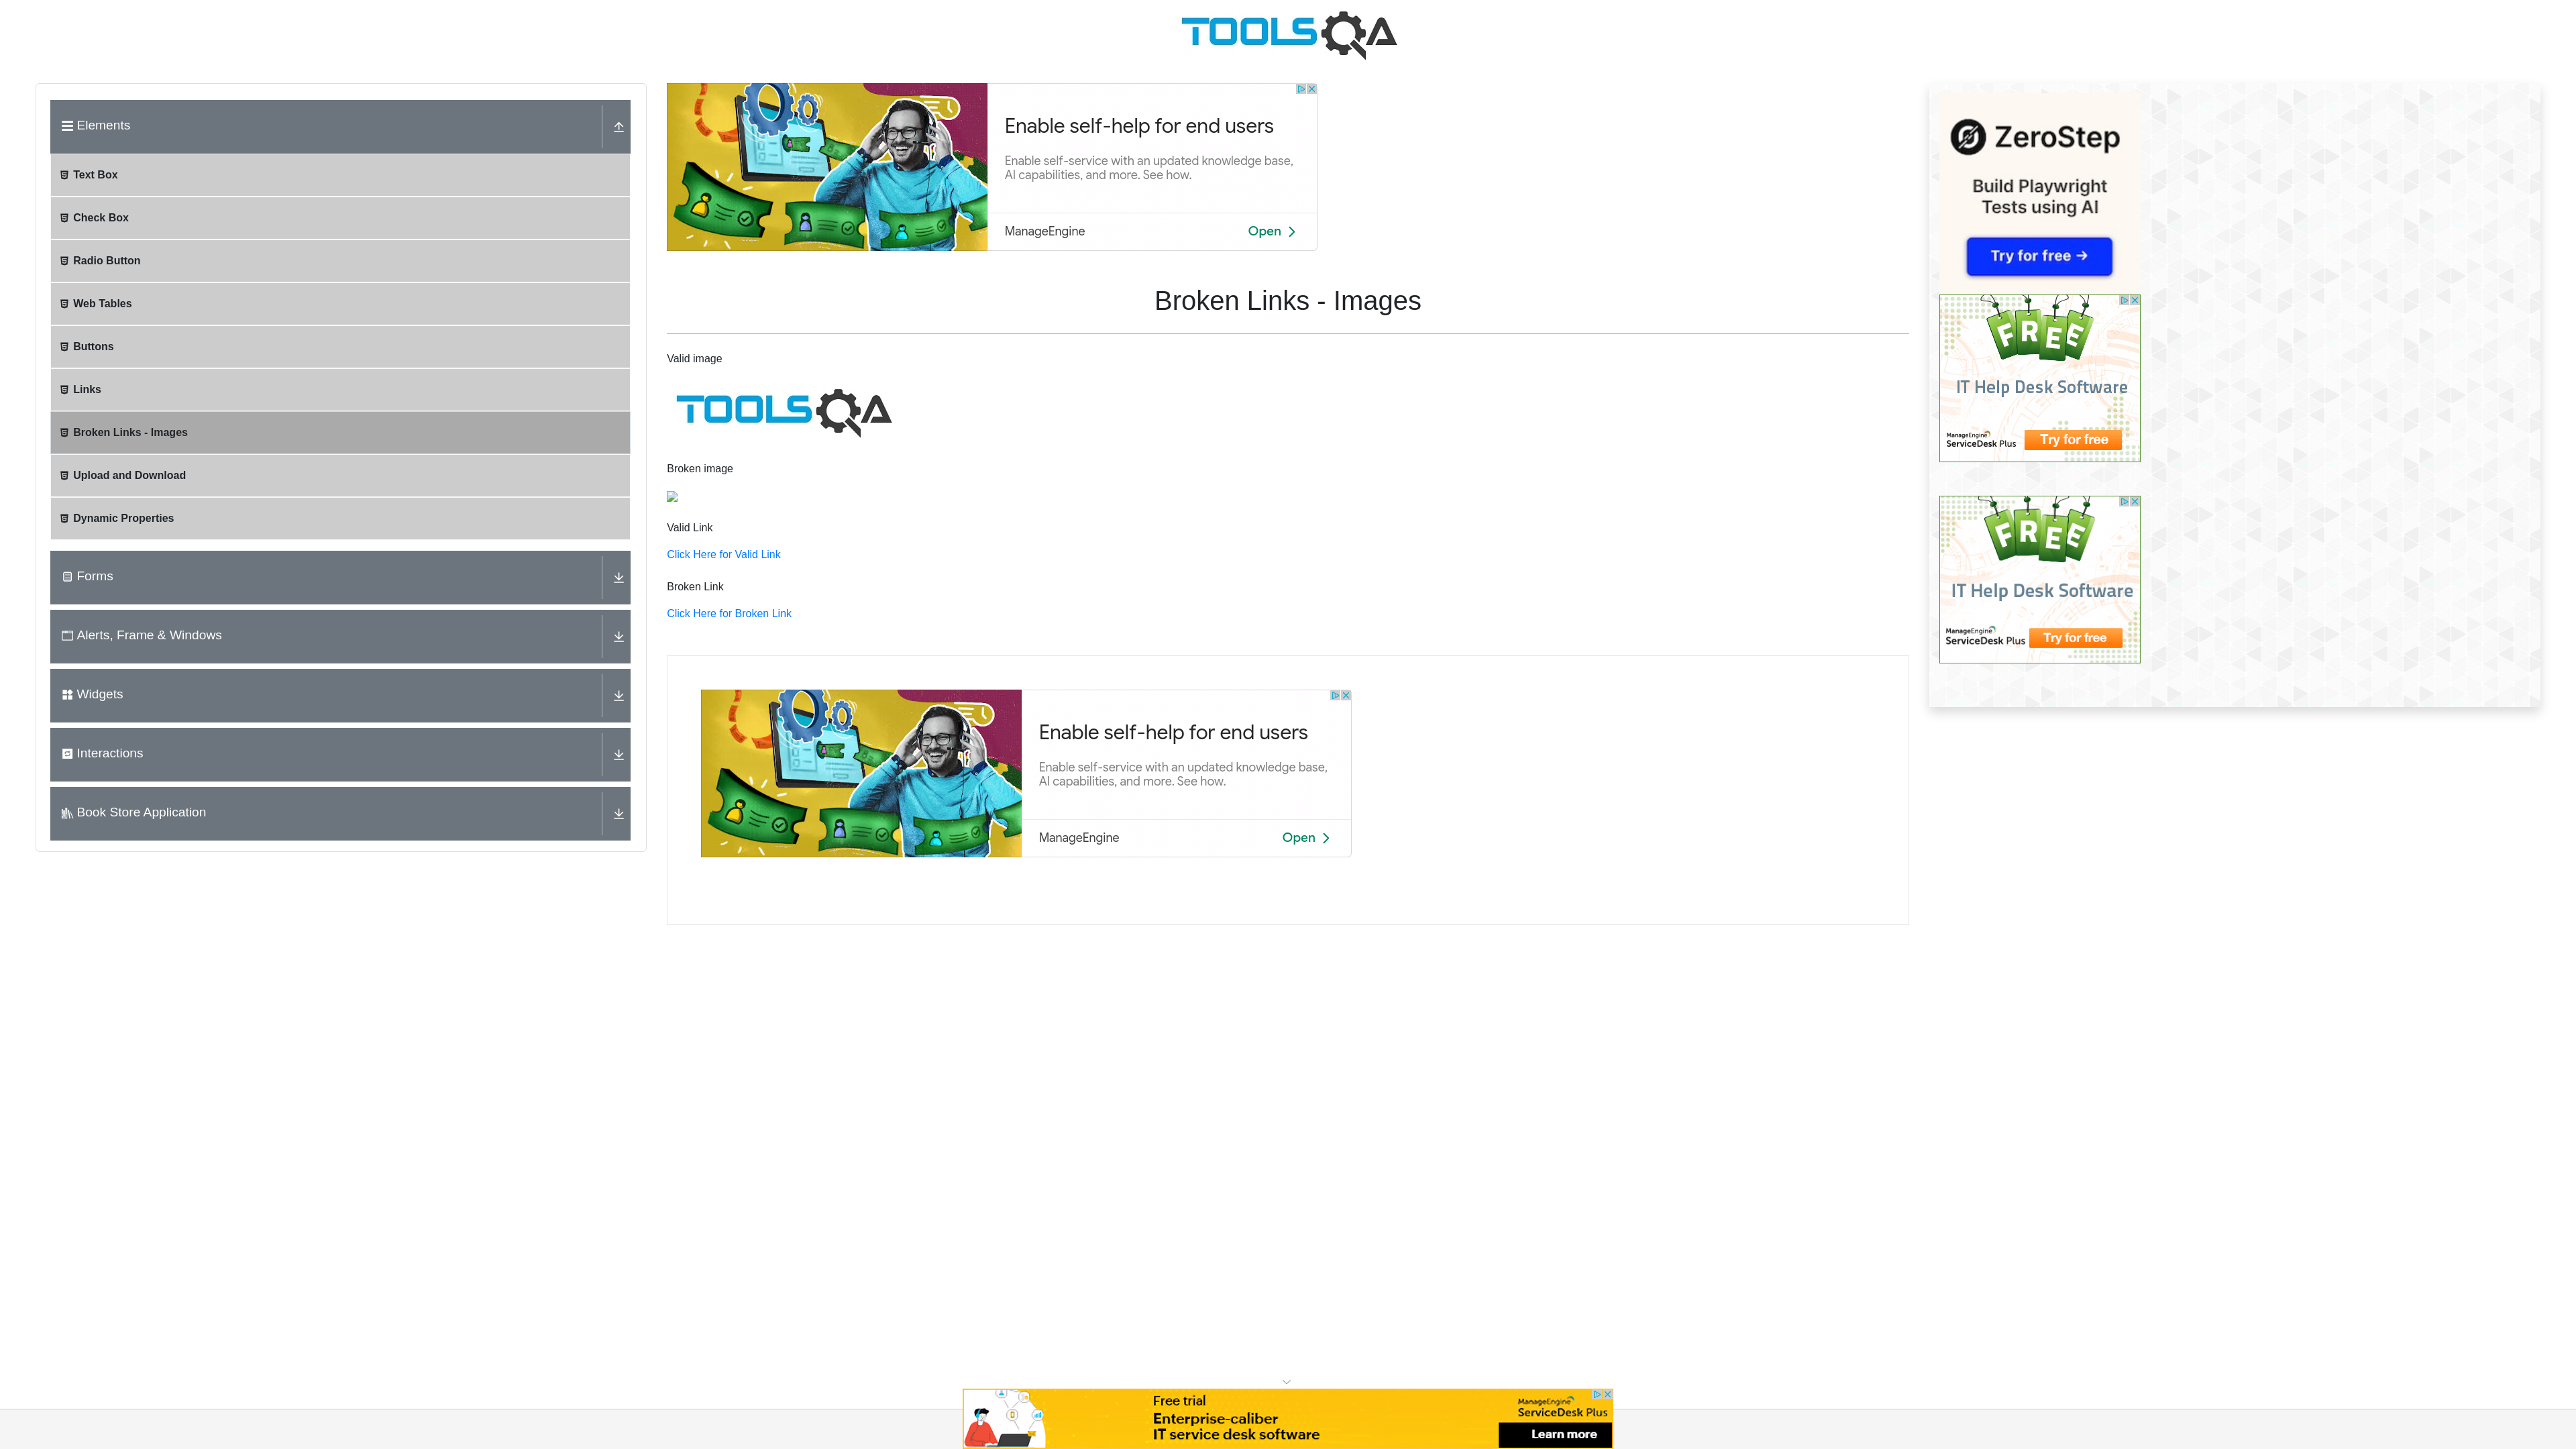 TOOLSQA
Elements
Text Box
Check Box
Radio Button
Web Tables
Buttons
Links
Broken Links - Images
Upload and Download
Dynamic Properties
Forms
Alerts, Frame & Windows
Widgets
Interactions
Book Store Application
Enable self-help for end users
Enable self-service with an updated knowledge base,
AI capabilities, and more. See how.
ManageEngine
Open
Broken Links - Images
Valid image
TOOLSQA
Broken image
Valid Link
Click Here for Valid Link
Broken Link
Click Here for Broken Link
Enable self-help for end users
Enable self-service with an updated knowledge base,
AI capabilities, and more. See how.
ManageEngine
Open
ZeroStep
Build Playwright
Tests using AI
Try for free →
FREE
IT Help Desk Software
ManageEngine
ServiceDesk Plus
Try for free
FREE
IT Help Desk Software
ManageEngine
ServiceDesk Plus
Try for free
Free trial
Enterprise-caliber
IT service desk software
ManageEngine
ServiceDesk Plus
Learn more